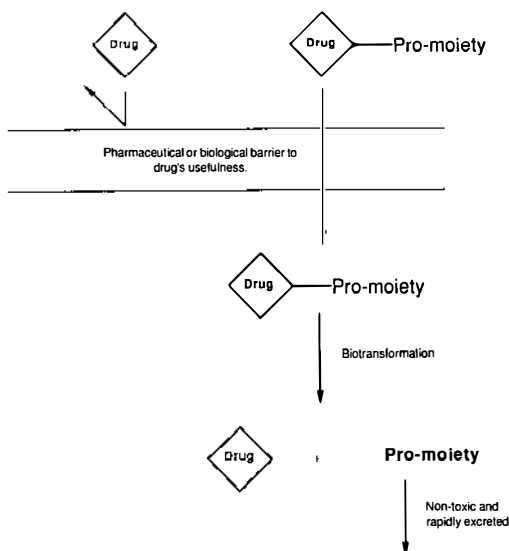 Drug
Drug Pro-moiety
Pharmaceutical or biological barrier to
drug's usefulness.
Drug Pro-moiety
Biotransformation
Drug + Pro-moiety
Non-toxic and
rapidly excreted